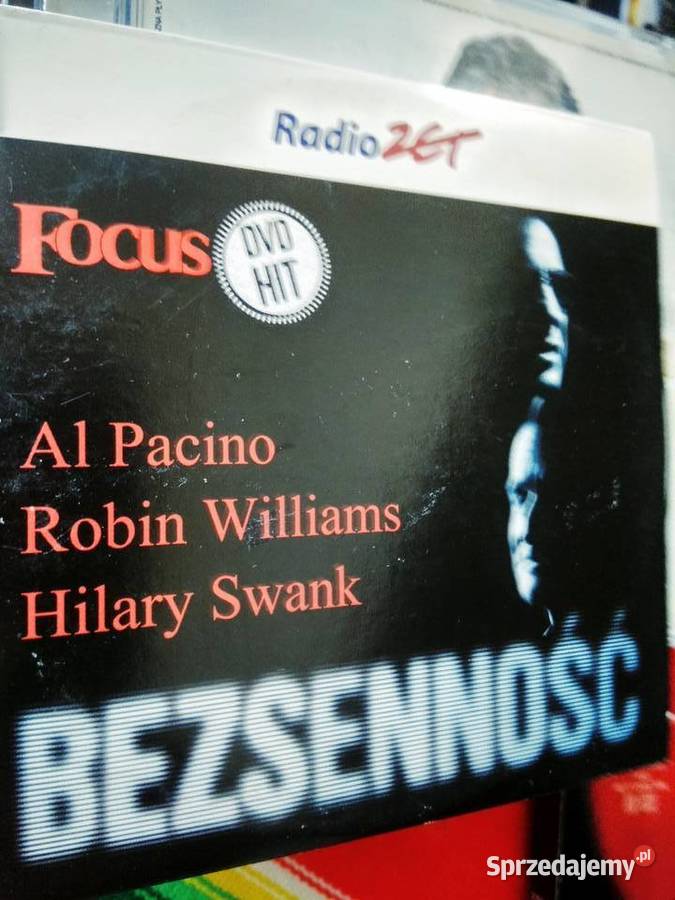 Radio ZET
Focus
DVD
HIT
Al Pacino
Robin Williams
Hilary Swank
BEZSENNOŚĆ
Sprzedajemy.pl